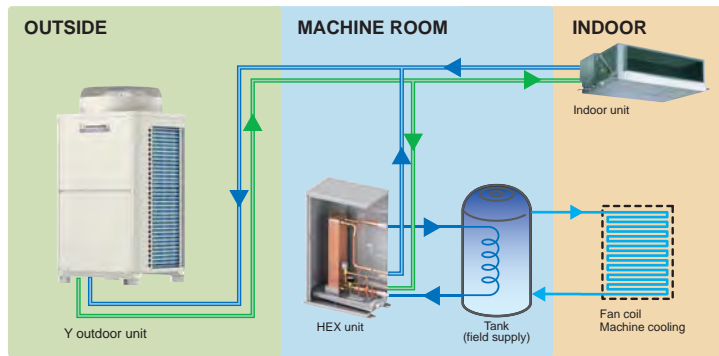 OUTSIDE
MACHINE ROOM
INDOOR
Indoor unit
Y outdoor unit
HEX unit
Tank
(field supply)
Fan coil
Machine cooling